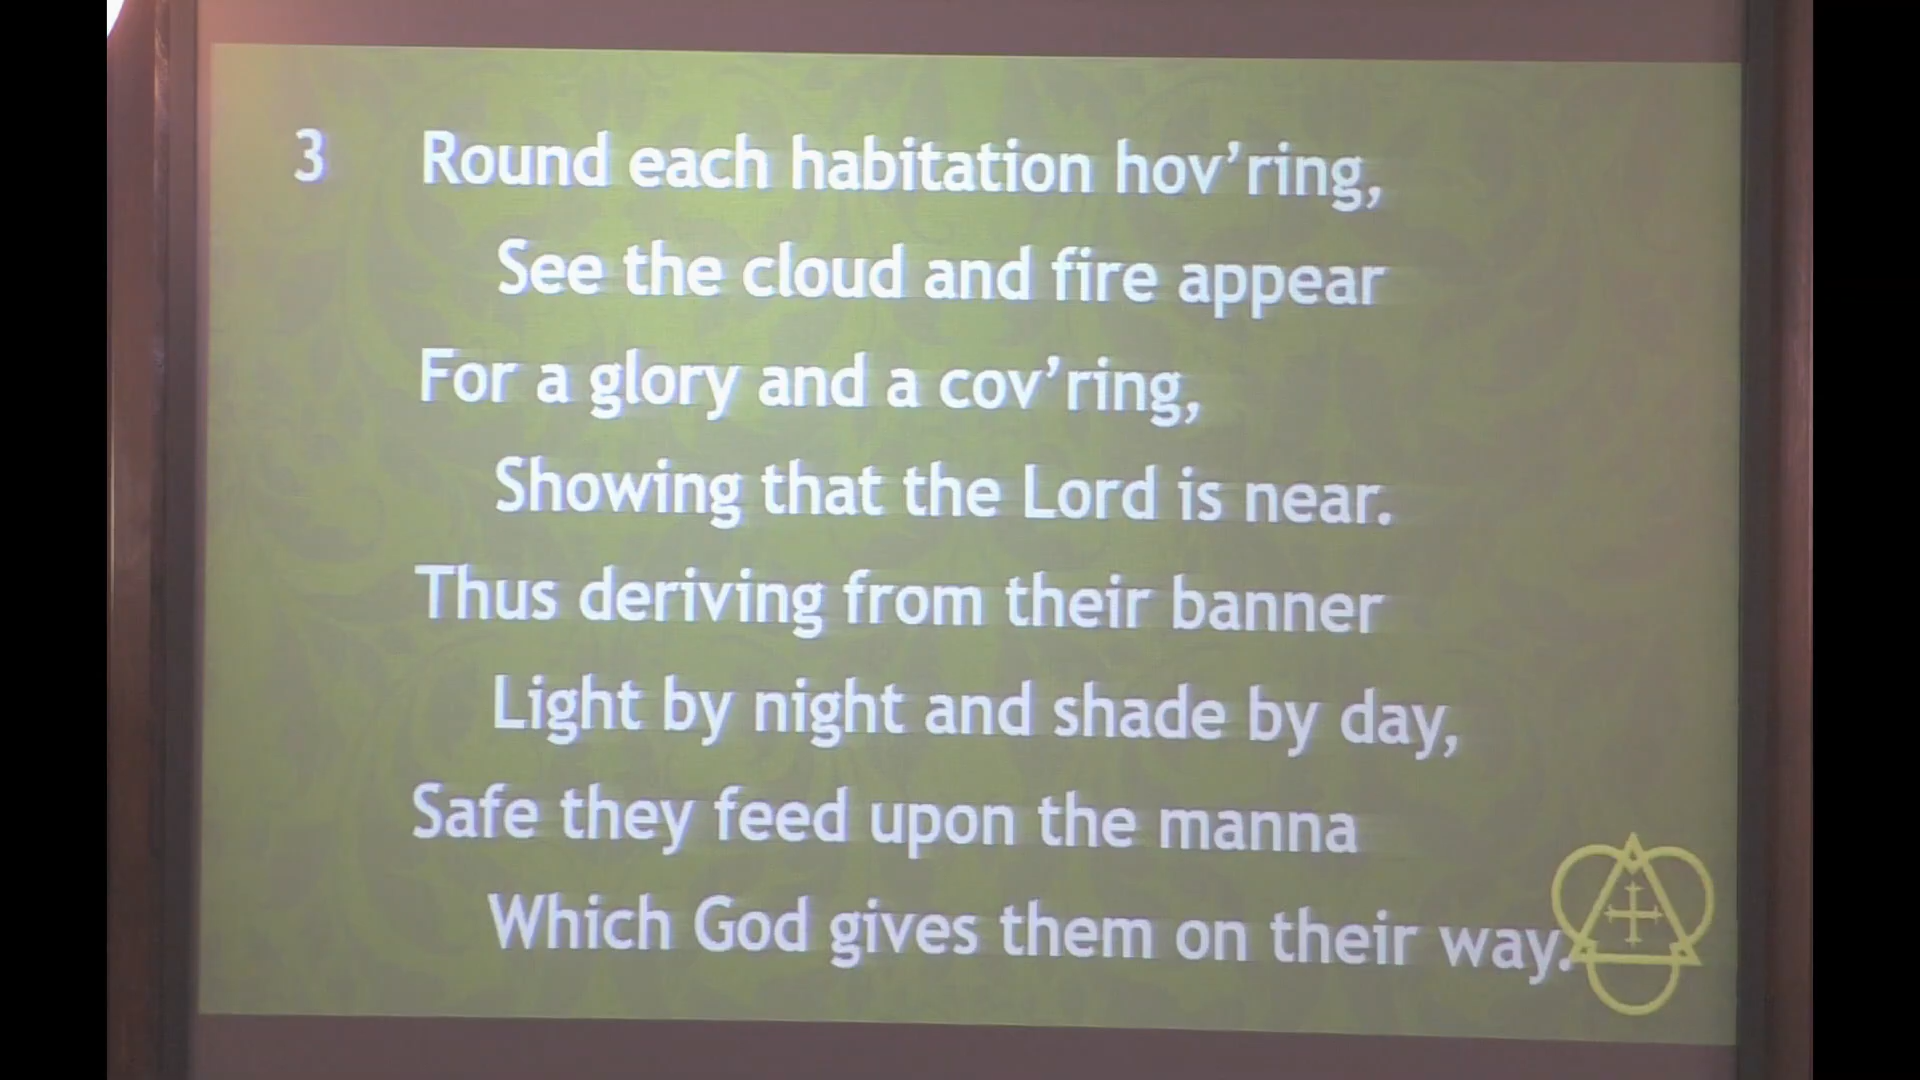 3 Round each habitation hov’ring,
See the cloud and fire appear
For a glory and a cov’ring,
Showing that the Lord is near.
Thus deriving from their banner
Light by night and shade by day,
Safe they feed upon the manna
Which God gives them on their way.